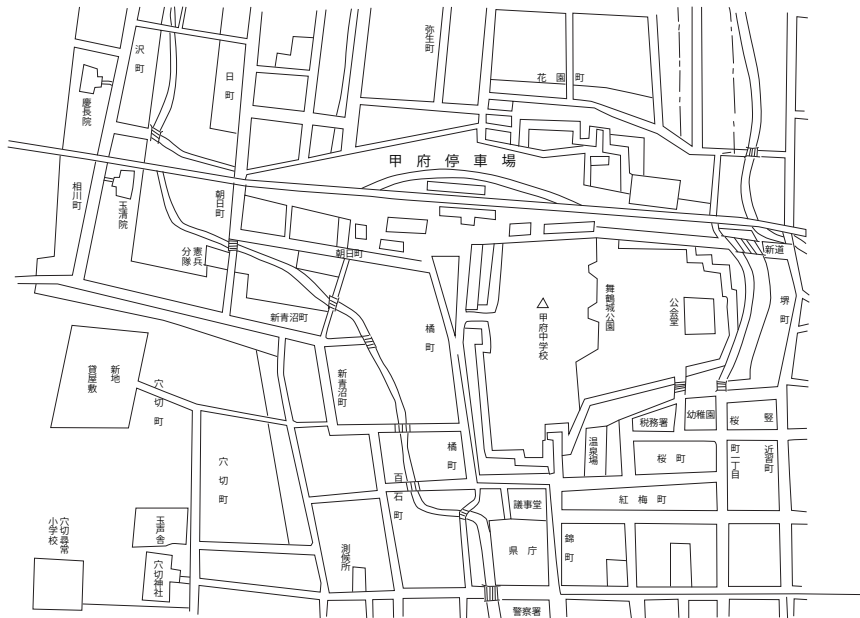 弥生町
沢町
日町
花園町
慶長院
甲府停車場
相川町
玉清院
朝日町
朝日町
憲兵
分隊
新道
舞鶴城公園
公会堂
堺町
甲府中学校
新青沼町
橘町
新地
貸屋敷
新青沼町
穴切町
幼稚園
税務署
桜
竪
近習町
町一丁目
温泉場
橘町
桜町
穴切町
百石町
紅梅町
議事堂
玉声舎
穴切尋常
小学校
測候所
県庁
錦町
穴切神社
警察署